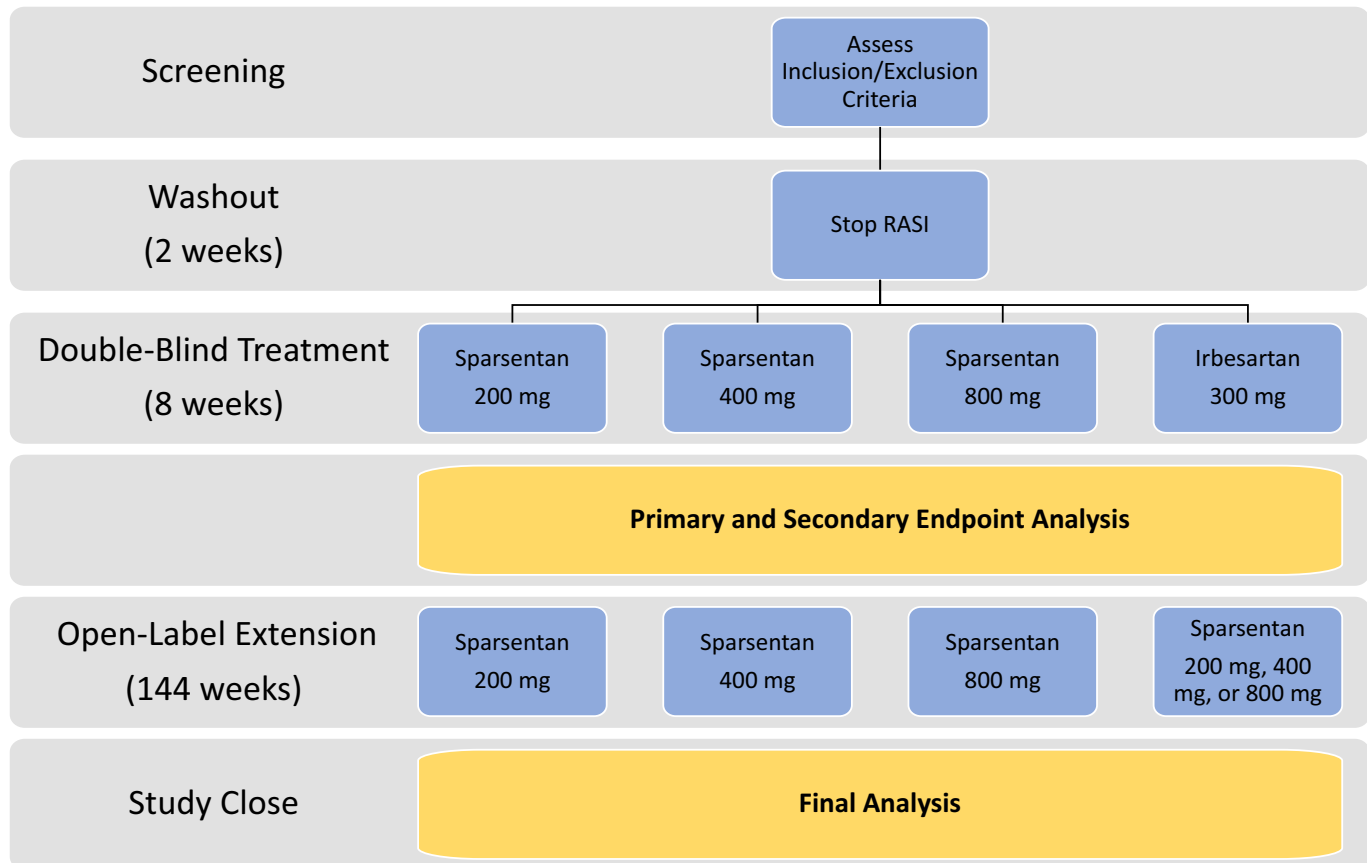 Screening
Assess
Inclusion/Exclusion
Criteria
Washout
(2 weeks)
Stop RASI
Double-Blind Treatment
(8 weeks)
Sparsentan
200 mg
Sparsentan
400 mg
Sparsentan
800 mg
Irbesartan
300 mg
Primary and Secondary Endpoint Analysis
Open-Label Extension
(144 weeks)
Sparsentan
200 mg
Sparsentan
400 mg
Sparsentan
800 mg
Sparsentan
200 mg, 400
mg, or 800 mg
Study Close
Final Analysis